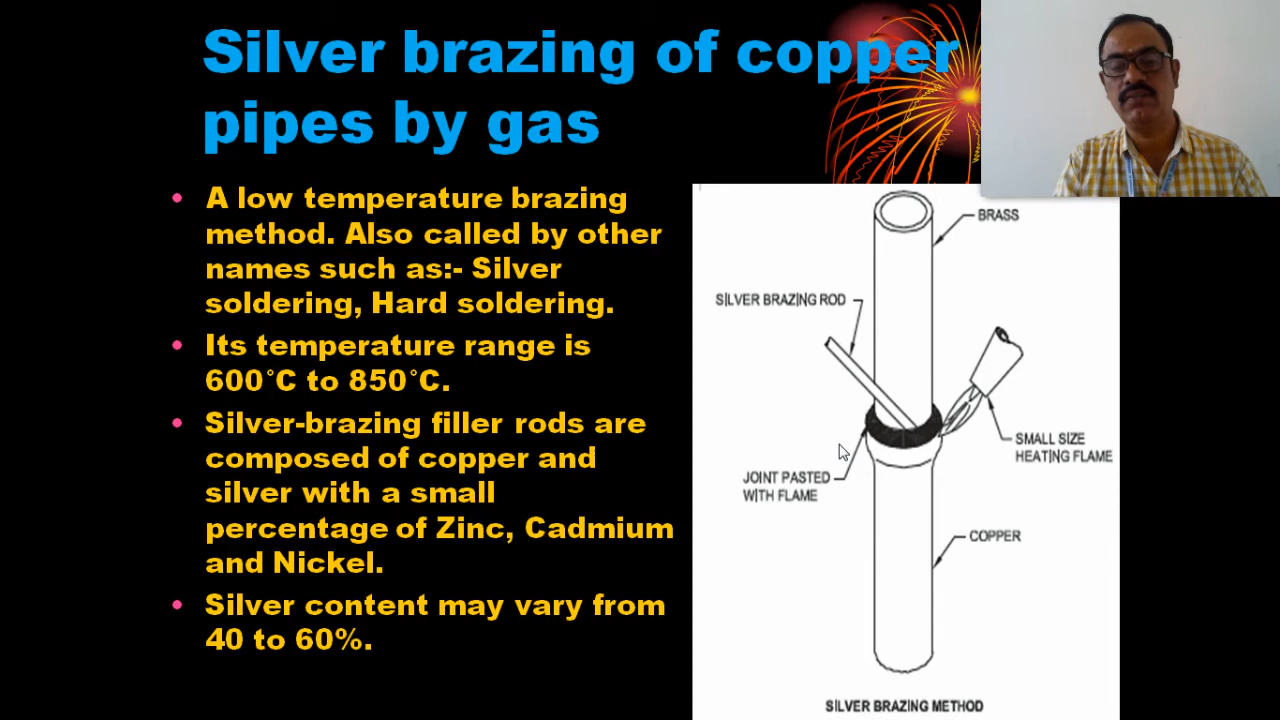 Silver brazing of copper
pipes by gas
• A low temperature brazing
method. Also called by other
names such as:- Silver
soldering, Hard soldering.
• Its temperature range is
600°C to 850°C.
• Silver-brazing filler rods are
composed of copper and
silver with a small
percentage of Zinc, Cadmium
and Nickel.
• Silver content may vary from
40 to 60%.
BRASS
SILVER BRAZING ROD
SMALL SIZE
HEATING FLAME
JOINT PASTED
WITH FLAME
COPPER
SILVER BRAZING METHOD